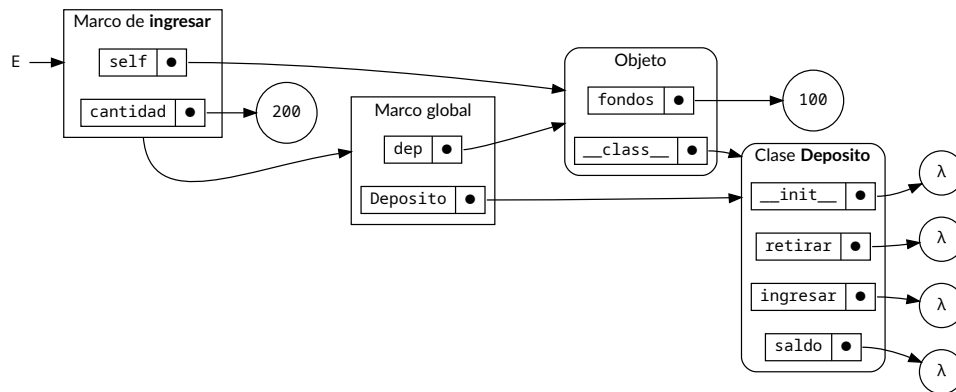 Marco de ingresar
E
self
cantidad
200
Marco global
dep
Deposito
Objeto
fondos
__class__
100
Clase Deposito
__init__
retirar
ingresar
saldo
λ
λ
λ
λ